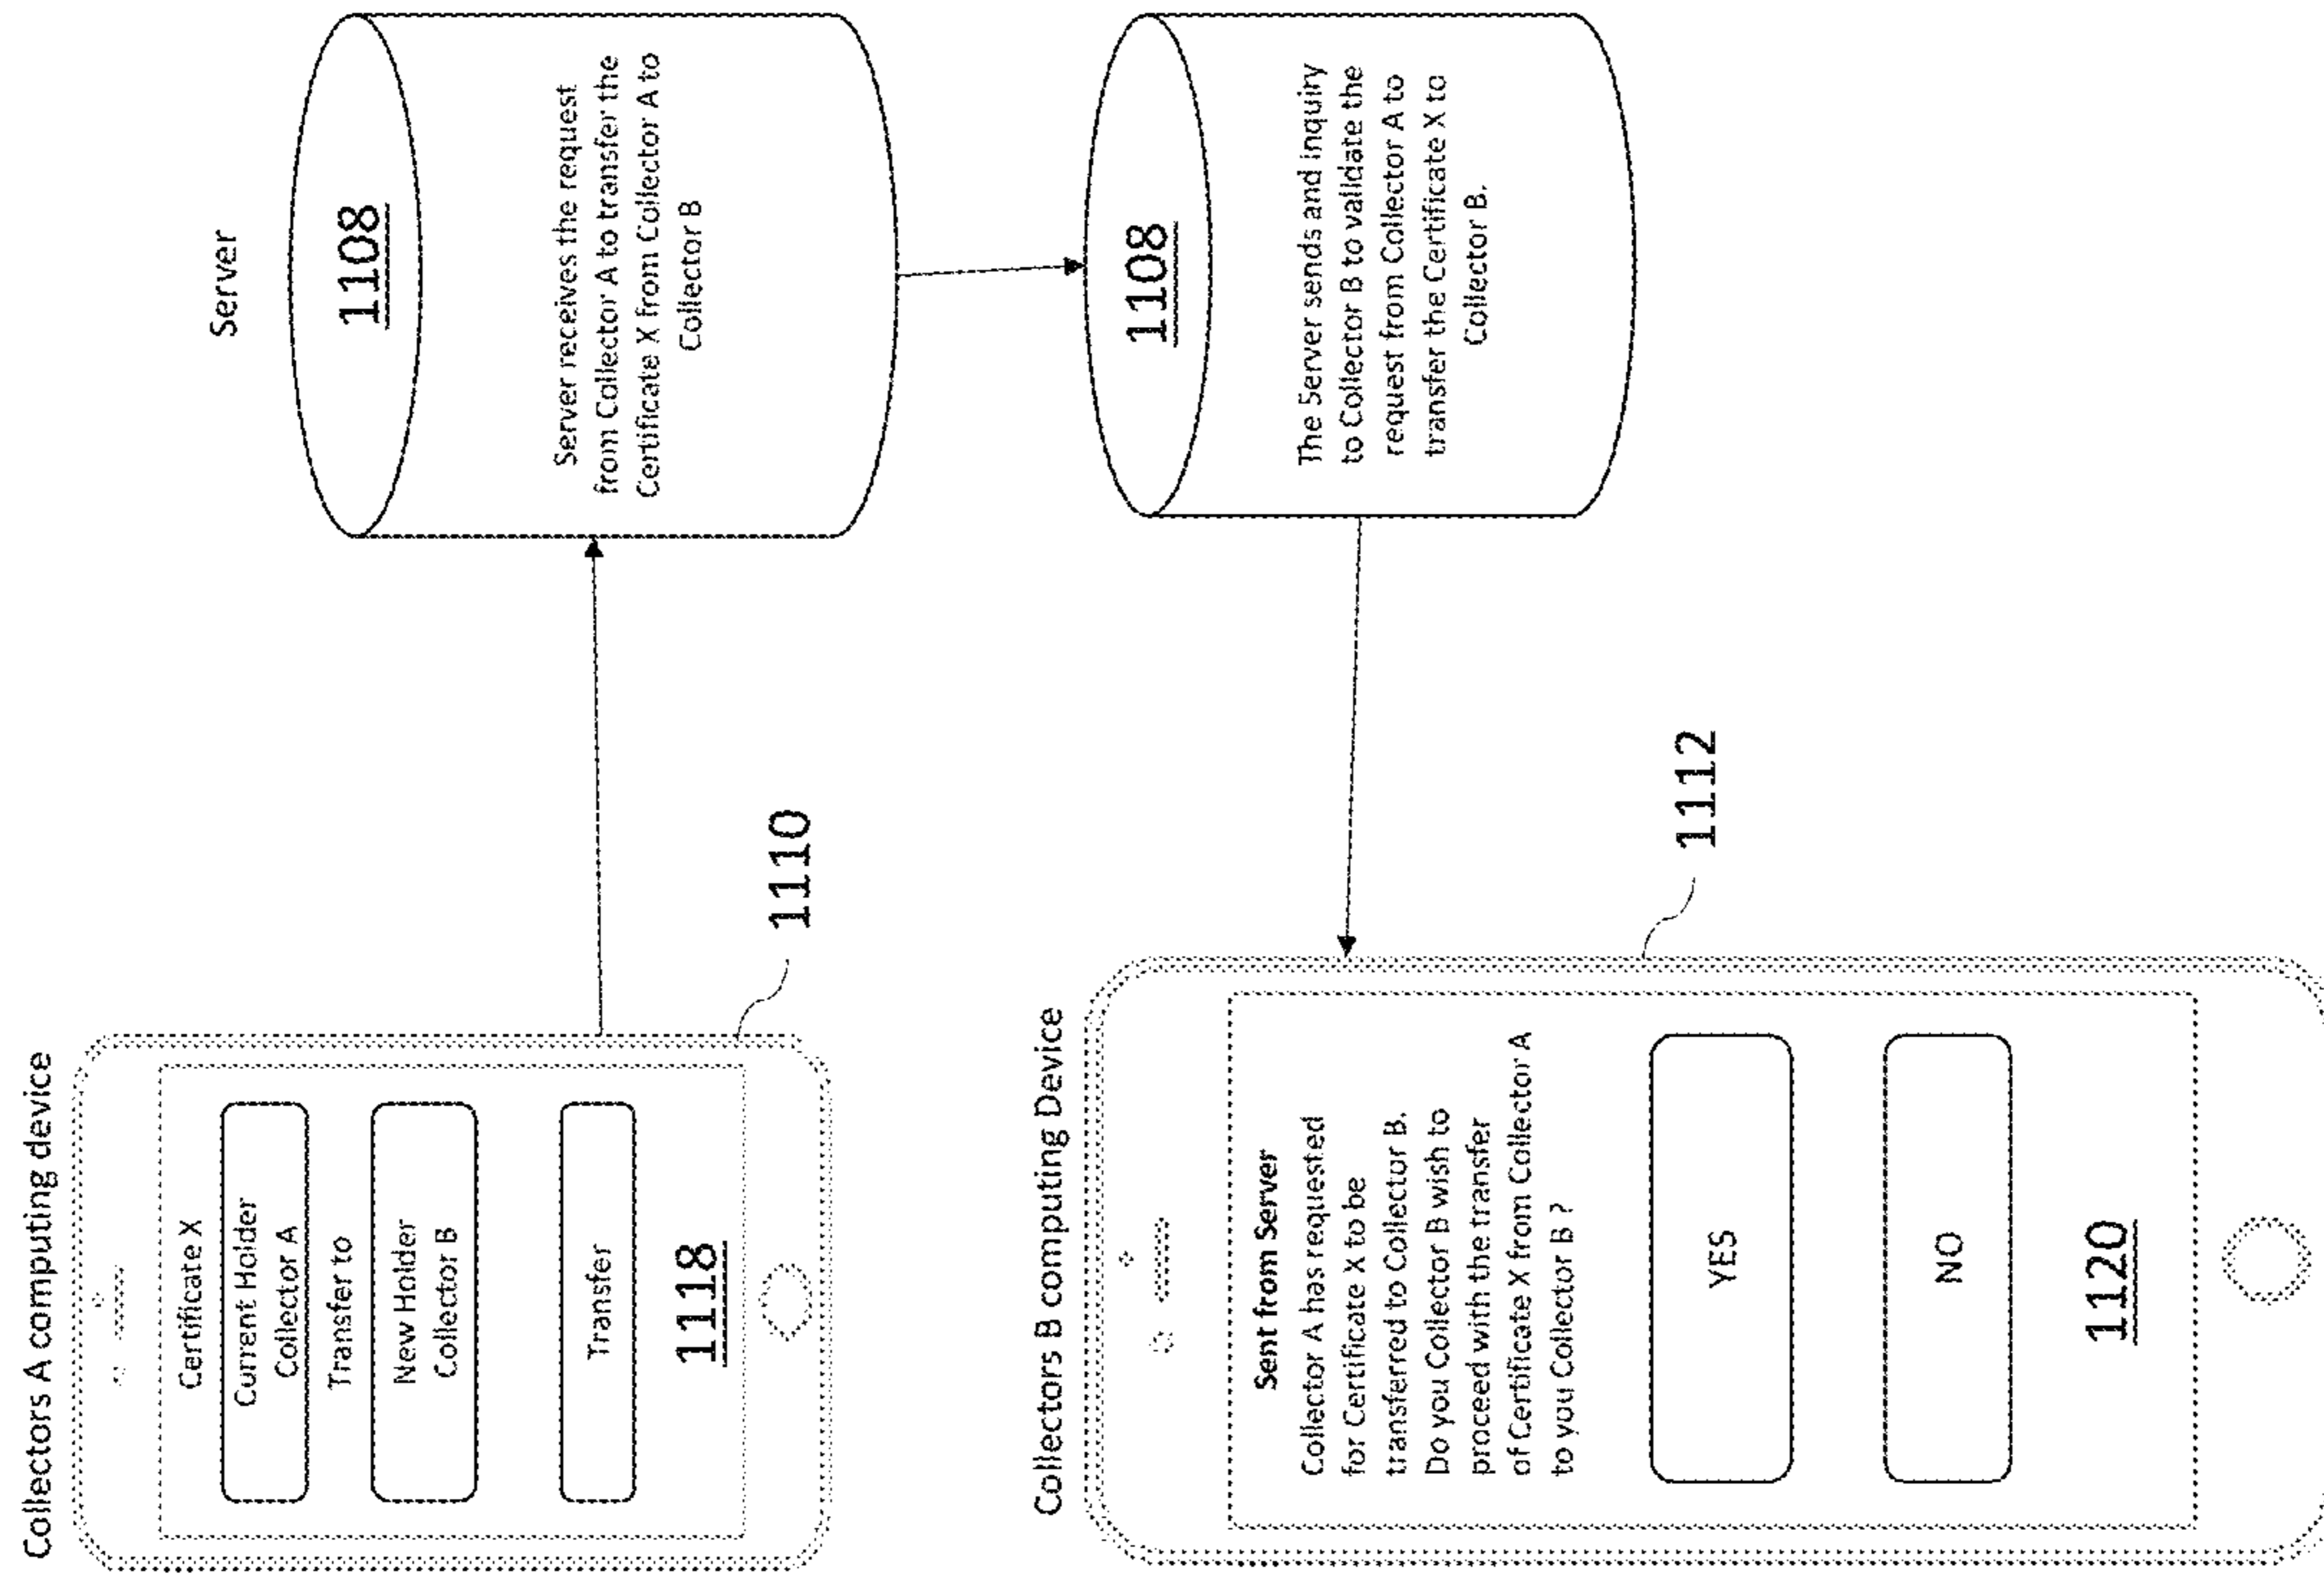 Collectors A computing device
Certificate X
Current Holder
Collector A
Transfer to
New Holder
Collector B
Transfer
1118
1110
Server
1108
Server receives the request
from Collector A to transfer the
Certificate X from Collector A to
Collector B
1108
The Server sends and inquiry
to Collector B to validate the
request from Collector A to
transfer the Certificate X to
Collector B.
Collectors B computing Device
Sent from Server
Collector A has requested
for Certificate X to be
transferred to Collector B.
Do you Collector B wish to
proceed with the transfer
of Certificate X from Collector A
to you Collector B ?
YES
NO
1120
1112